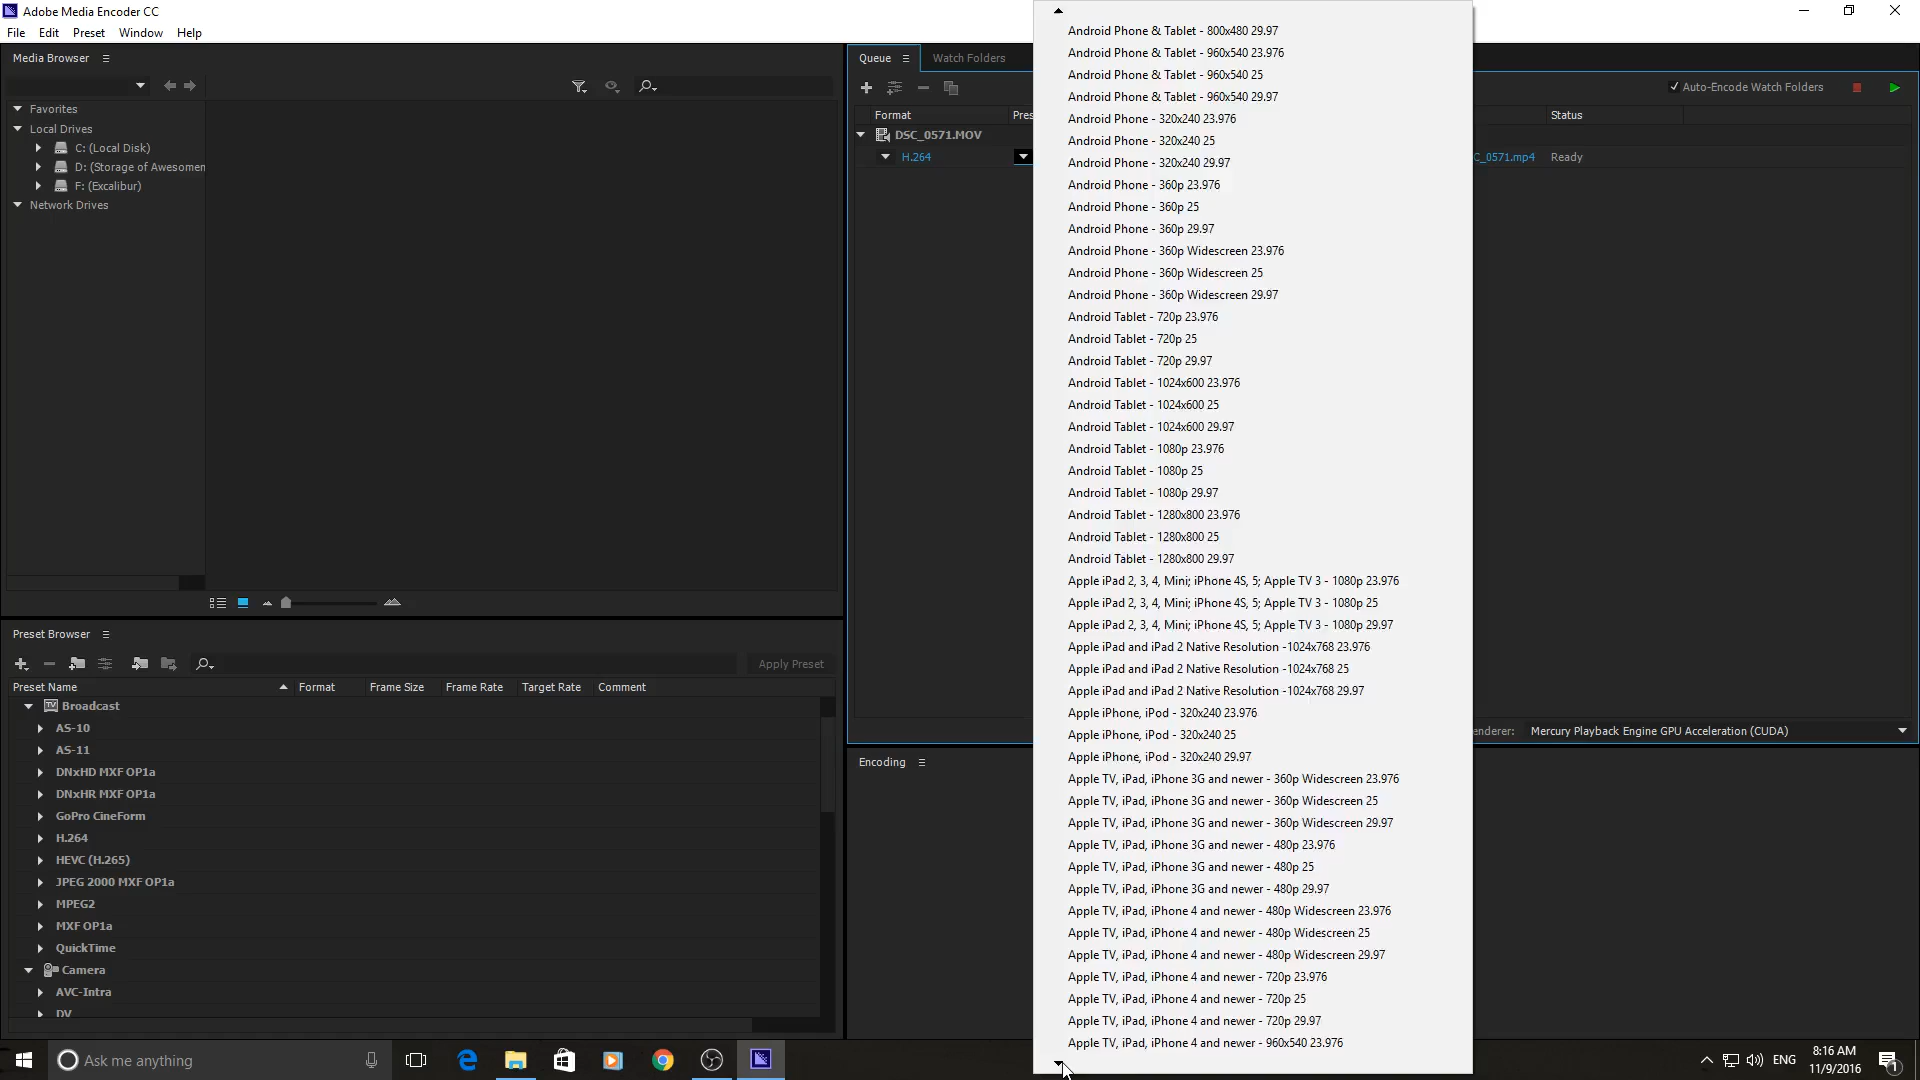 Adobe Media Encoder CC
File Edit Preset Window Help
Media Browser
Favorites
Local Drives
C: (Local Disk)
D: (Storage of Awesomen
F: (Excalibur)
Network Drives
Preset Browser
Apply Preset
Preset Name Format Frame Size Frame Rate Target Rate Comment
Broadcast
AS-10
AS-11
DNxHD MXF OP1a
DNxHR MXF OP1a
GoPro CineForm
H.264
HEVC (H.265)
JPEG 2000 MXF OP1a
MPEG2
MXF OP1a
QuickTime
Camera
AVC-Intra
DV
Queue Watch Folders
Auto-Encode Watch Folders
Format Pres Status
DSC_0571.MOV
H.264 C_0571.mp4 Ready
enderer: Mercury Playback Engine GPU Acceleration (CUDA)
Encoding
Android Phone & Tablet - 800x480 29.97
Android Phone & Tablet - 960x540 23.976
Android Phone & Tablet - 960x540 25
Android Phone & Tablet - 960x540 29.97
Android Phone - 320x240 23.976
Android Phone - 320x240 25
Android Phone - 320x240 29.97
Android Phone - 360p 23.976
Android Phone - 360p 25
Android Phone - 360p 29.97
Android Phone - 360p Widescreen 23.976
Android Phone - 360p Widescreen 25
Android Phone - 360p Widescreen 29.97
Android Tablet - 720p 23.976
Android Tablet - 720p 25
Android Tablet - 720p 29.97
Android Tablet - 1024x600 23.976
Android Tablet - 1024x600 25
Android Tablet - 1024x600 29.97
Android Tablet - 1080p 23.976
Android Tablet - 1080p 25
Android Tablet - 1080p 29.97
Android Tablet - 1280x800 23.976
Android Tablet - 1280x800 25
Android Tablet - 1280x800 29.97
Apple iPad 2, 3, 4, Mini; iPhone 4S, 5; Apple TV 3 - 1080p 23.976
Apple iPad 2, 3, 4, Mini; iPhone 4S, 5; Apple TV 3 - 1080p 25
Apple iPad 2, 3, 4, Mini; iPhone 4S, 5; Apple TV 3 - 1080p 29.97
Apple iPad and iPad 2 Native Resolution -1024x768 23.976
Apple iPad and iPad 2 Native Resolution -1024x768 25
Apple iPad and iPad 2 Native Resolution -1024x768 29.97
Apple iPhone, iPod - 320x240 23.976
Apple iPhone, iPod - 320x240 25
Apple iPhone, iPod - 320x240 29.97
Apple TV, iPad, iPhone 3G and newer - 360p Widescreen 23.976
Apple TV, iPad, iPhone 3G and newer - 360p Widescreen 25
Apple TV, iPad, iPhone 3G and newer - 360p Widescreen 29.97
Apple TV, iPad, iPhone 3G and newer - 480p 23.976
Apple TV, iPad, iPhone 3G and newer - 480p 25
Apple TV, iPad, iPhone 3G and newer - 480p 29.97
Apple TV, iPad, iPhone 4 and newer - 480p Widescreen 23.976
Apple TV, iPad, iPhone 4 and newer - 480p Widescreen 25
Apple TV, iPad, iPhone 4 and newer - 480p Widescreen 29.97
Apple TV, iPad, iPhone 4 and newer - 720p 23.976
Apple TV, iPad, iPhone 4 and newer - 720p 25
Apple TV, iPad, iPhone 4 and newer - 720p 29.97
Apple TV, iPad, iPhone 4 and newer - 960x540 23.976
Ask me anything
ENG
8:16 AM
11/9/2016
1